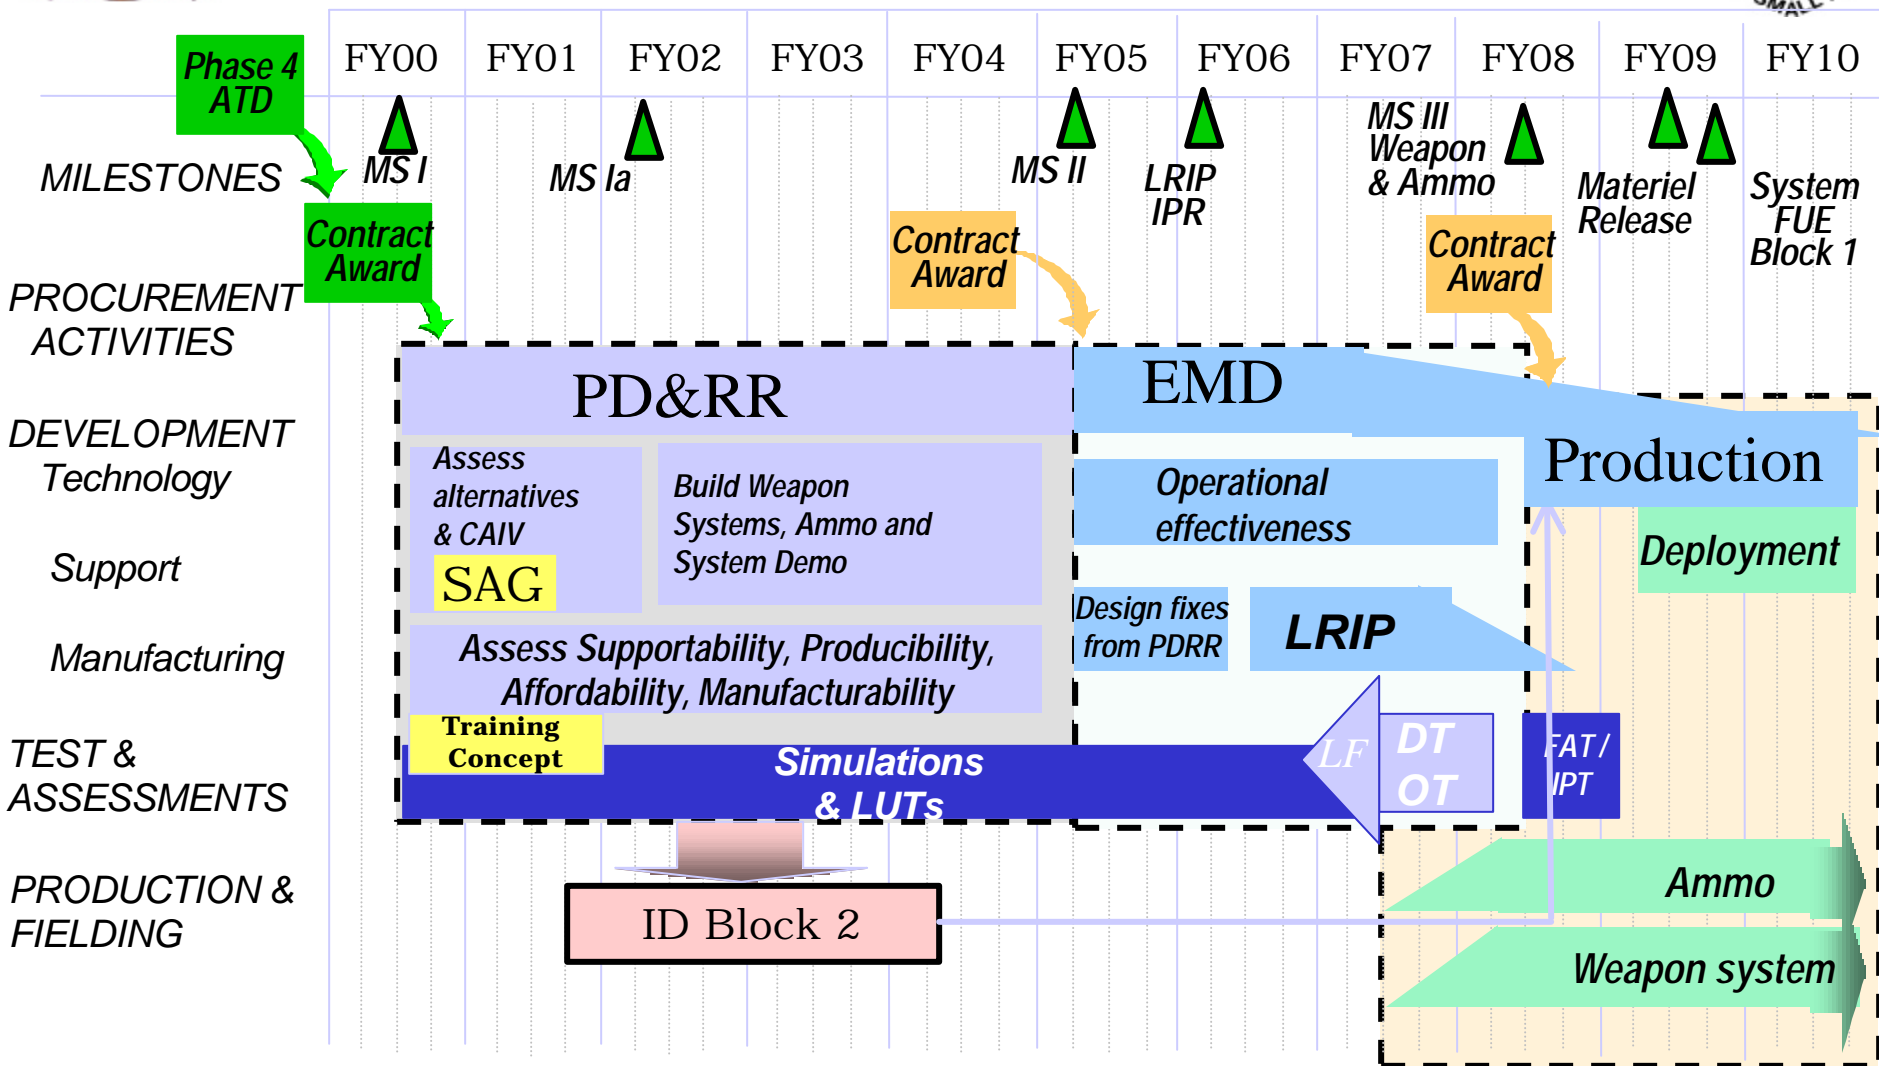 SMALL
Phase 4
ATD
FY00 FY01 FY02 FY03 FY04 FY05 FY06 FY07 FY08 FY09 FY10
MILESTONES
MS I
MS Ia
MS II
LRIP
IPR
MS III
Weapon
& Ammo
Materiel
Release
System
FUE
Block 1
PROCUREMENT
ACTIVITIES
Contract
Award
Contract
Award
Contract
Award
DEVELOPMENT
Technology
Support
Manufacturing
PD&RR
EMD
Production
Assess
alternatives
& CAIV
SAG
Build Weapon
Systems, Ammo and
System Demo
Operational
effectiveness
Deployment
Design fixes
from PDRR
LRIP
Assess Supportability, Producibility,
Affordability, Manufacturability
TEST &
ASSESSMENTS
Training
Concept
Simulations
& LUTs
LF
DT
OT
FAT /
IPT
PRODUCTION &
FIELDING
ID Block 2
Ammo
Weapon system